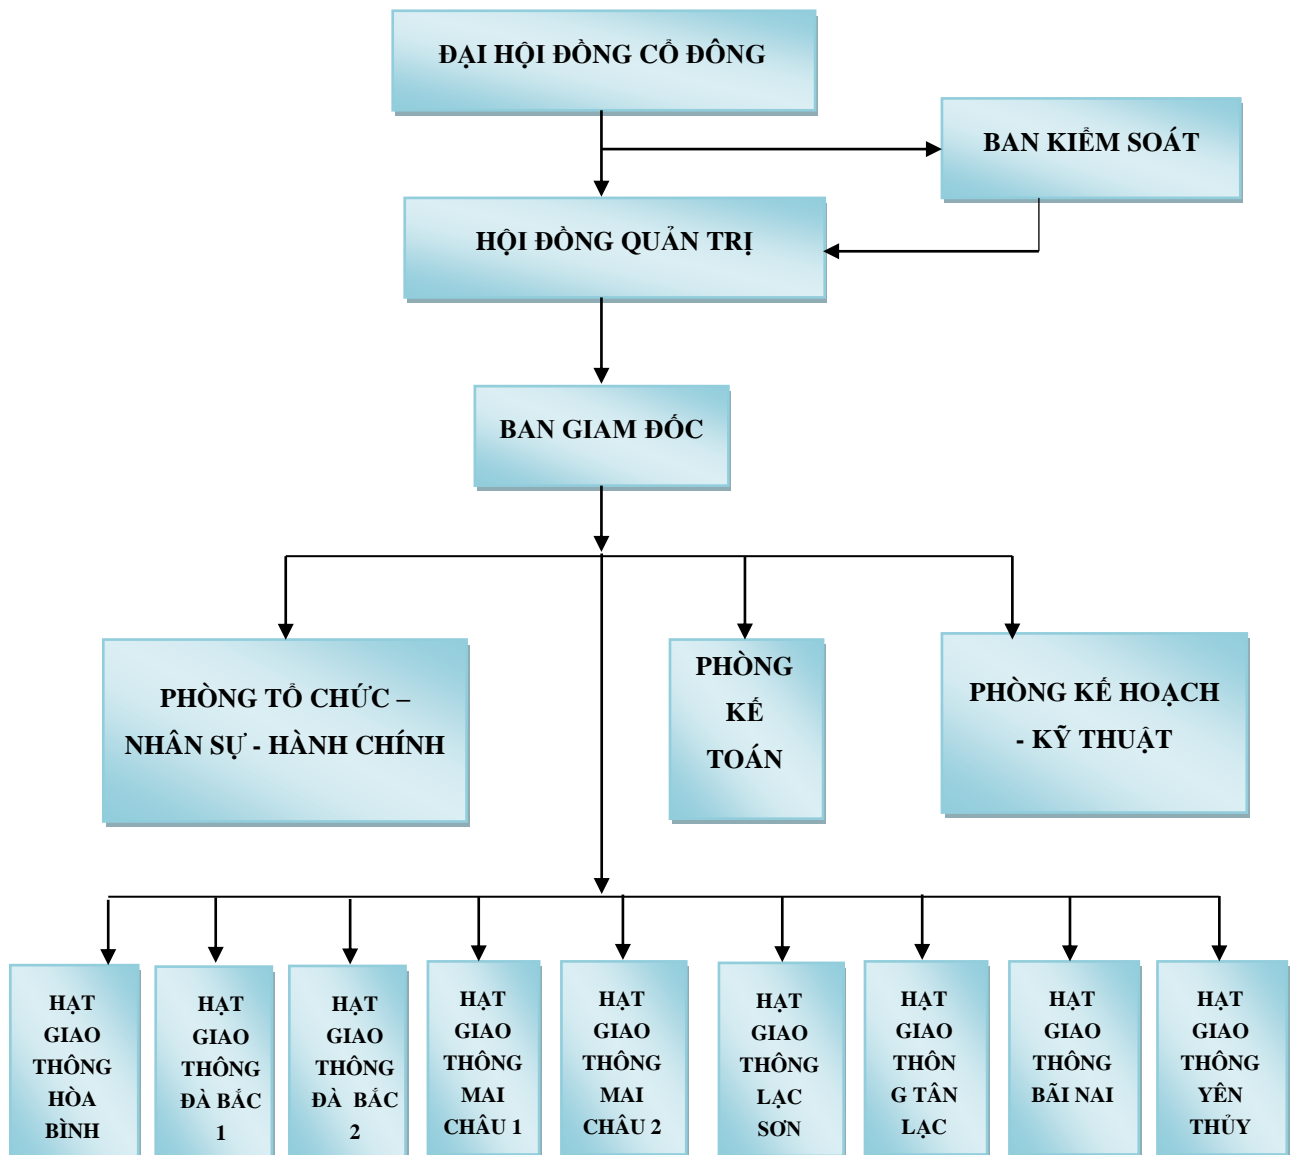 ĐẠI HỘI ĐỒNG CỔ ĐÔNG
BAN KIỂM SOÁT
HỘI ĐỒNG QUẢN TRỊ
BAN GIAM ĐỐC
PHÒNG TỔ CHỨC –
NHÂN SỰ - HÀNH CHÍNH
PHÒNG
KẾ
TOÁN
PHÒNG KẾ HOẠCH
- KỸ THUẬT
HẠT
GIAO
THÔNG
HÒA
BÌNH
HẠT
GIAO
THÔNG
ĐÀ BẮC
1
HẠT
GIAO
THÔNG
ĐÀ BẮC
2
HẠT
GIAO
THÔNG
MAI
CHÂU 1
HẠT
GIAO
THÔNG
MAI
CHÂU 2
HẠT
GIAO
THÔNG
LẠC
SƠN
HẠT
GIAO
THÔN
G TÂN
LẠC
HẠT
GIAO
THÔNG
BÃI NAI
HẠT
GIAO
THÔNG
YÊN
THỦY